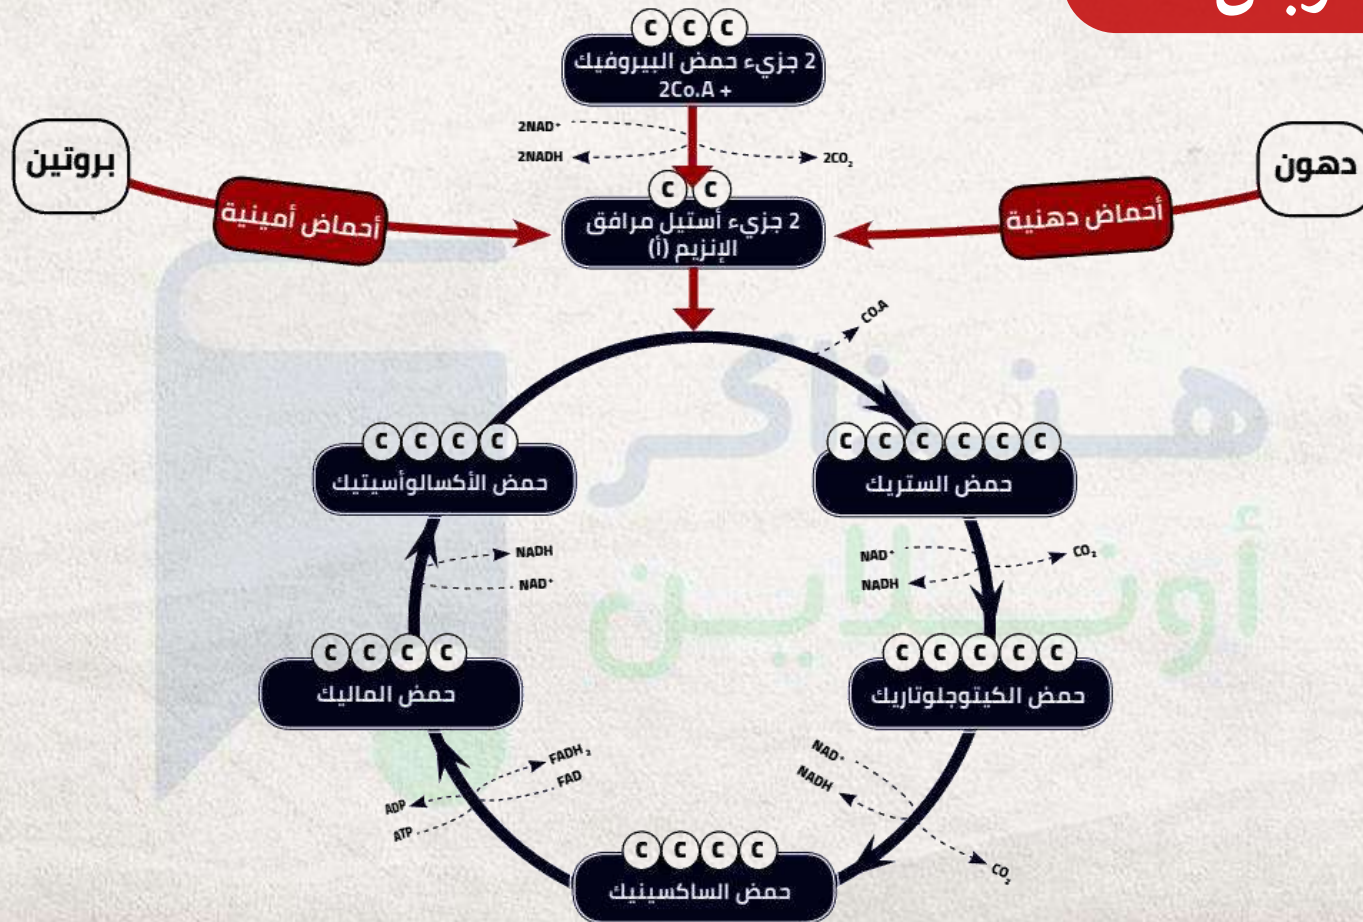 C C C
2 جزيء حمض البيروفيك
2Co.A +
2NAD⁺
2NADH
2CO₂
بروتين
دهون
أحماض أمينية
أحماض دهنية
C C
2 جزيء أستيل مرافق
الإنزيم (أ)
CO.A
C C C C
حمض الأكسالوأسيتيك
C C C C C C
حمض الستريك
NADH
NAD⁺
NAD⁺
NADH
CO₂
C C C C
حمض الماليك
C C C C C
حمض الكيتوجلوتاريك
FADH₂
FAD
ADP
ATP
NAD⁺
NADH
CO₂
C C C C
حمض الساكسينيك
هنذاكر
أونلاين